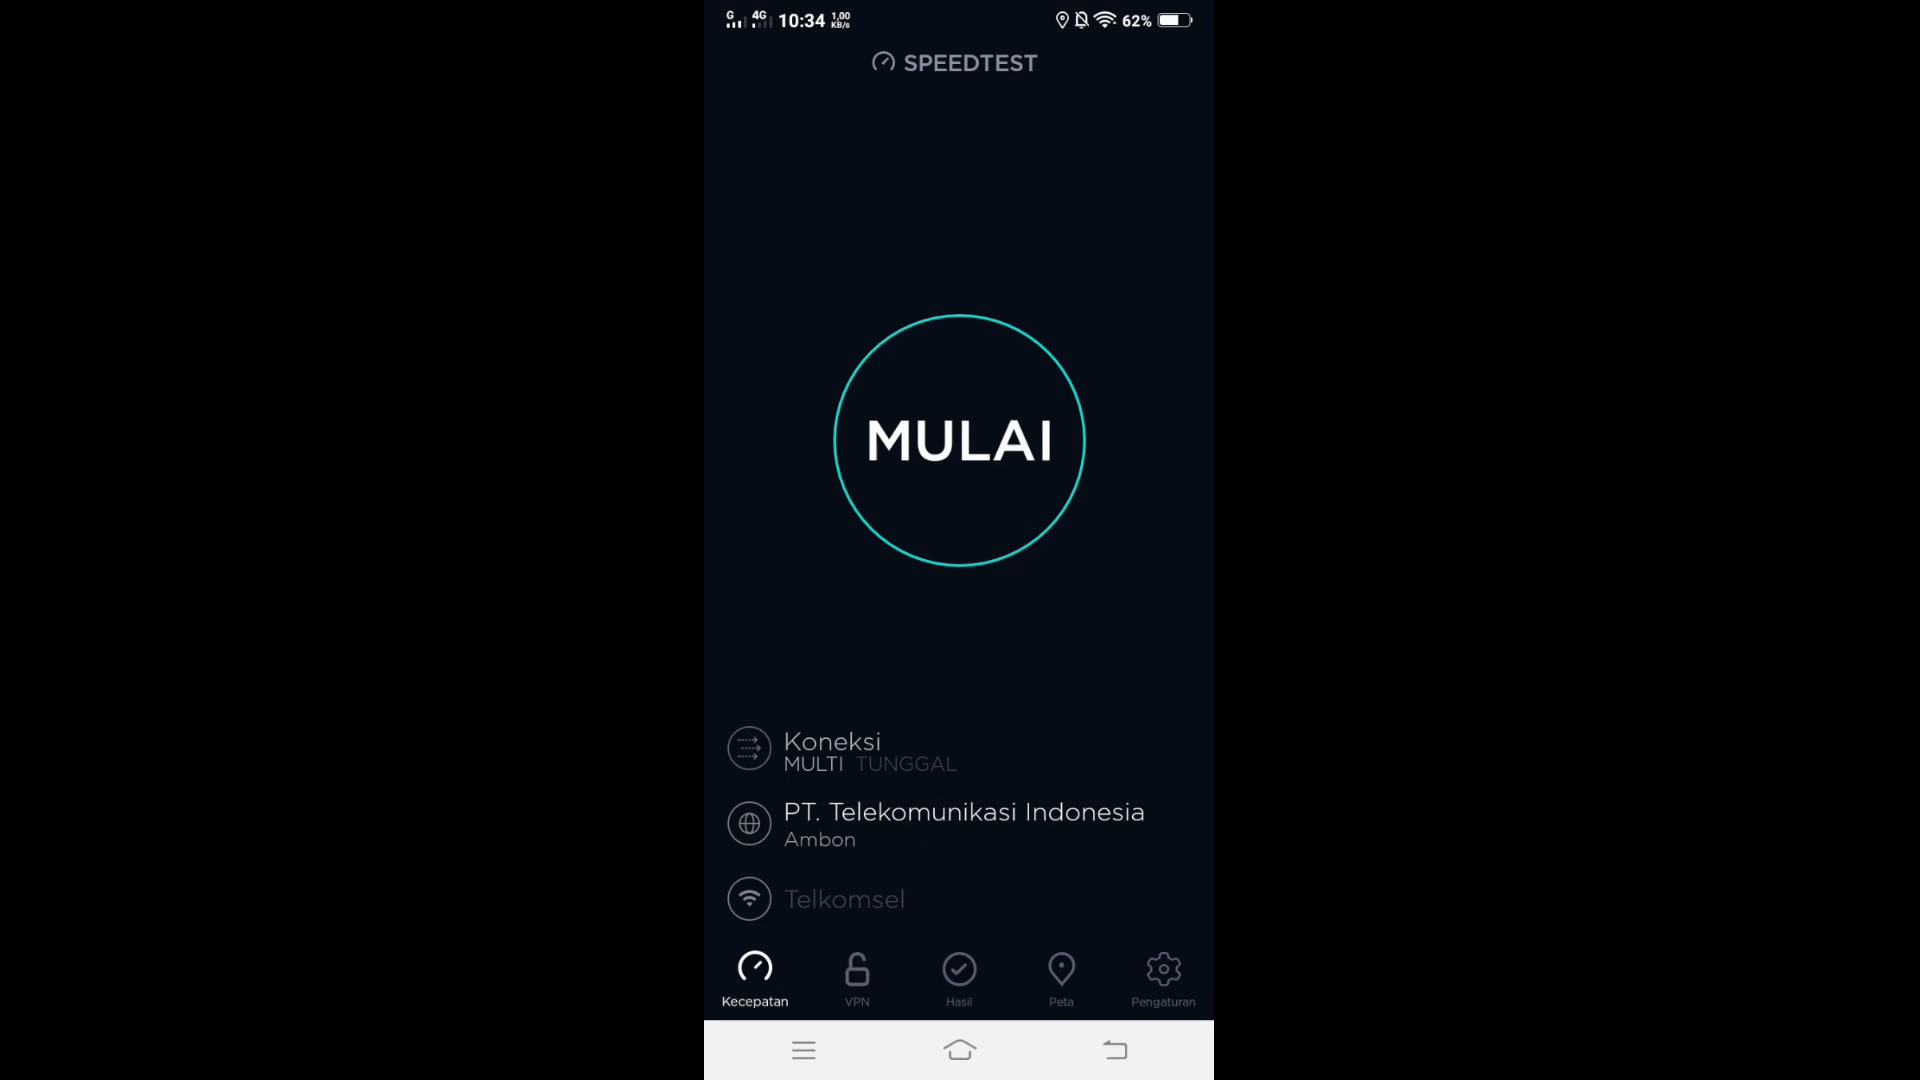 G 4G 10:34 1,00 KB/s 62%
SPEEDTEST
MULAI
Koneksi
MULTI TUNGGAL
PT. Telekomunikasi Indonesia
Ambon
Telkomsel
Kecepatan VPN Hasil Peta Pengaturan